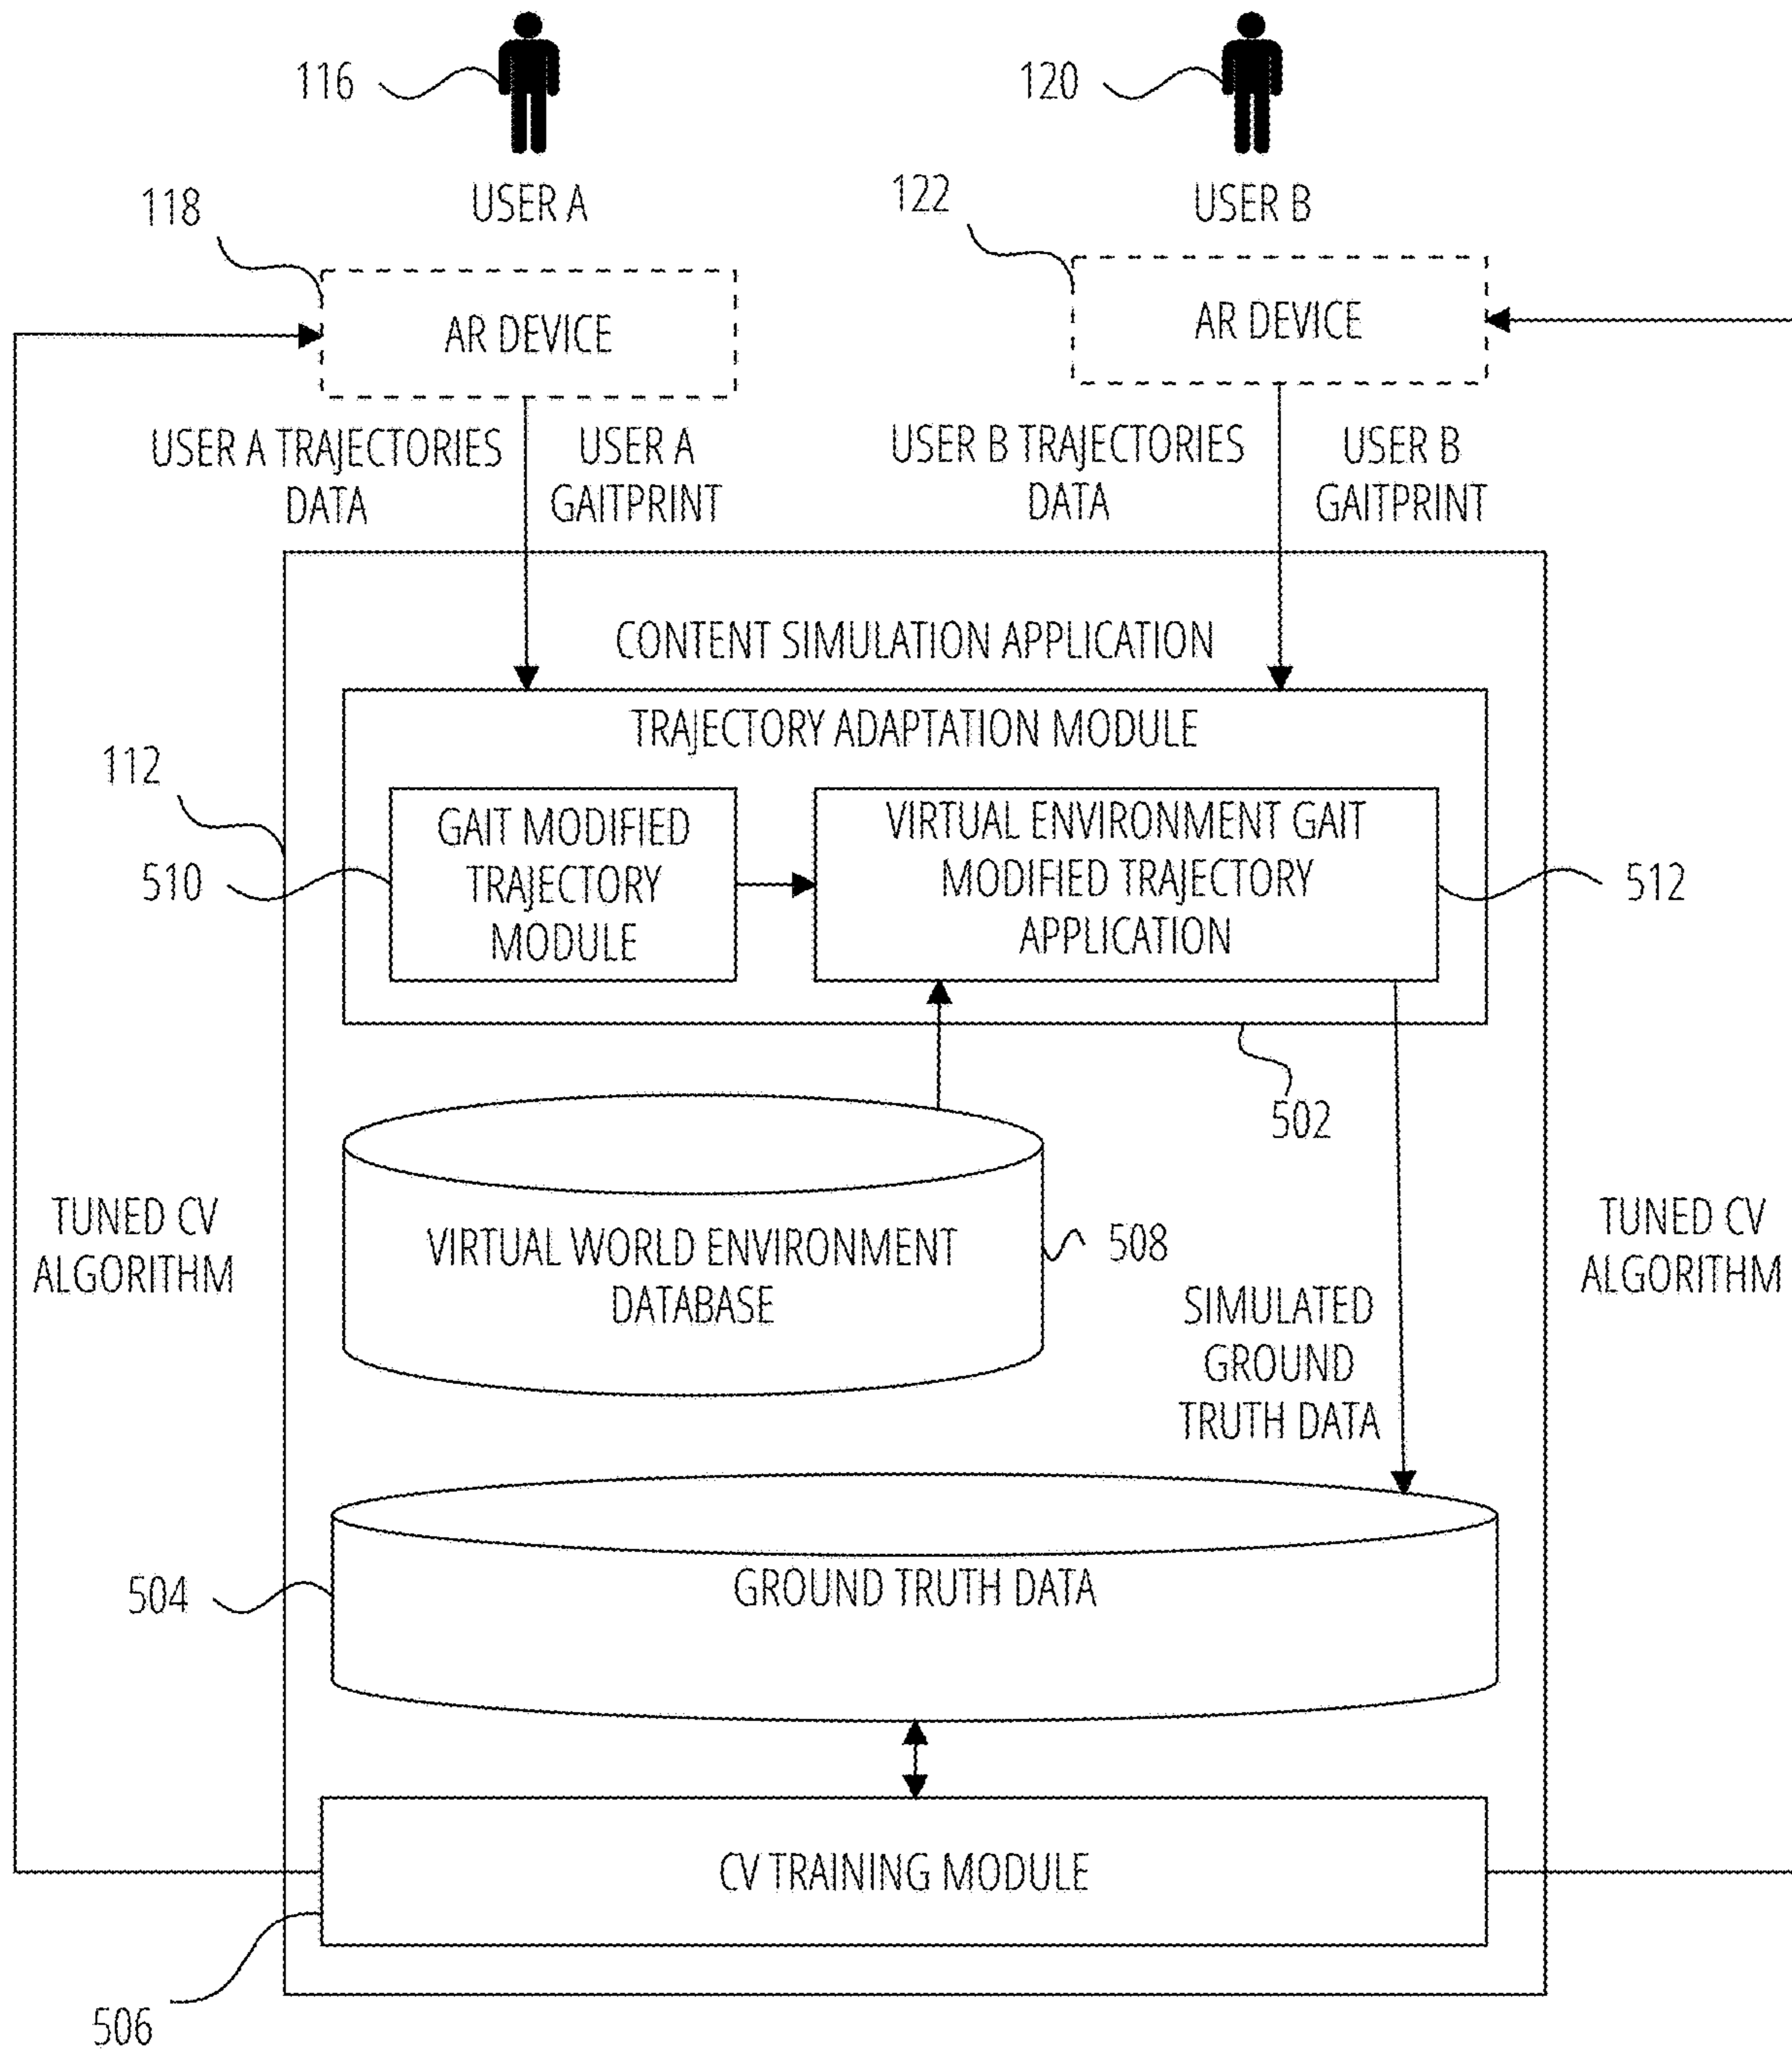 116
120
USER A
USER B
118
122
AR DEVICE
AR DEVICE
USER A TRAJECTORIES
DATA
USER A
GAITPRINT
USER B TRAJECTORIES
DATA
USER B
GAITPRINT
CONTENT SIMULATION APPLICATION
TRAJECTORY ADAPTATION MODULE
112
GAIT MODIFIED
TRAJECTORY
MODULE
VIRTUAL ENVIRONMENT GAIT
MODIFIED TRAJECTORY
APPLICATION
510
512
502
TUNED CV
ALGORITHM
VIRTUAL WORLD ENVIRONMENT
DATABASE
508
TUNED CV
ALGORITHM
SIMULATED
GROUND
TRUTH DATA
504
GROUND TRUTH DATA
CV TRAINING MODULE
506